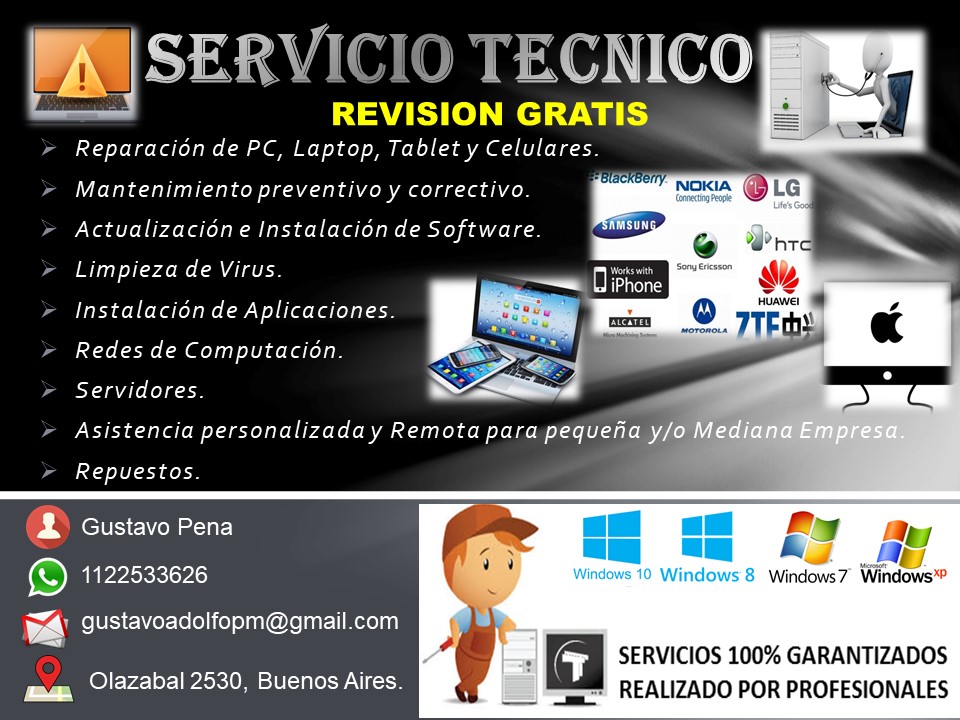 SERVICIO TECNICO
REVISION GRATIS
Reparación de PC, Laptop, Tablet y Celulares.
Mantenimiento preventivo y correctivo.
Actualización e Instalación de Software.
Limpieza de Virus.
Instalación de Aplicaciones.
Redes de Computación.
Servidores.
Asistencia personalizada y Remota para pequeña y/o Mediana Empresa.
Repuestos.
BlackBerry
NOKIA
Connecting People
LG
Life's Good
SAMSUNG
Sony Ericsson
hTC
Works with
iPhone
HUAWEI
ALCATEL
MOTOROLA
ZTE中
Gustavo Pena
1122533626
gustavoadolfopm@gmail.com
Olazabal 2530, Buenos Aires.
Windows 10
Windows 8
Windows 7
Microsoft
Windows xp
SERVICIOS 100% GARANTIZADOS
REALIZADO POR PROFESIONALES